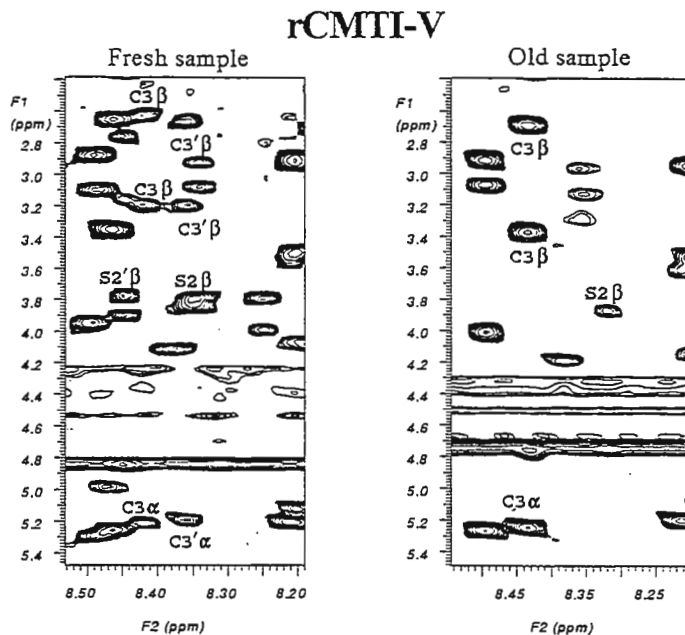 rCMTI-V
Fresh sample
Old sample
F1
(ppm)
2.8
3.0
3.2
3.4
3.6
3.8
4.0
4.2
4.4
4.6
4.8
5.0
5.2
5.4
C3β
C3'β
C3β
C3'β
S2'β
S2β
C3α
C3'α
8.50
8.40
8.30
8.20
F2 (ppm)
F1
(ppm)
2.8
3.0
3.2
3.4
3.6
3.8
4.0
4.2
4.4
4.6
4.8
5.0
5.2
5.4
C3β
C3β
S2β
C3α
8.45
8.35
8.25
F2 (ppm)